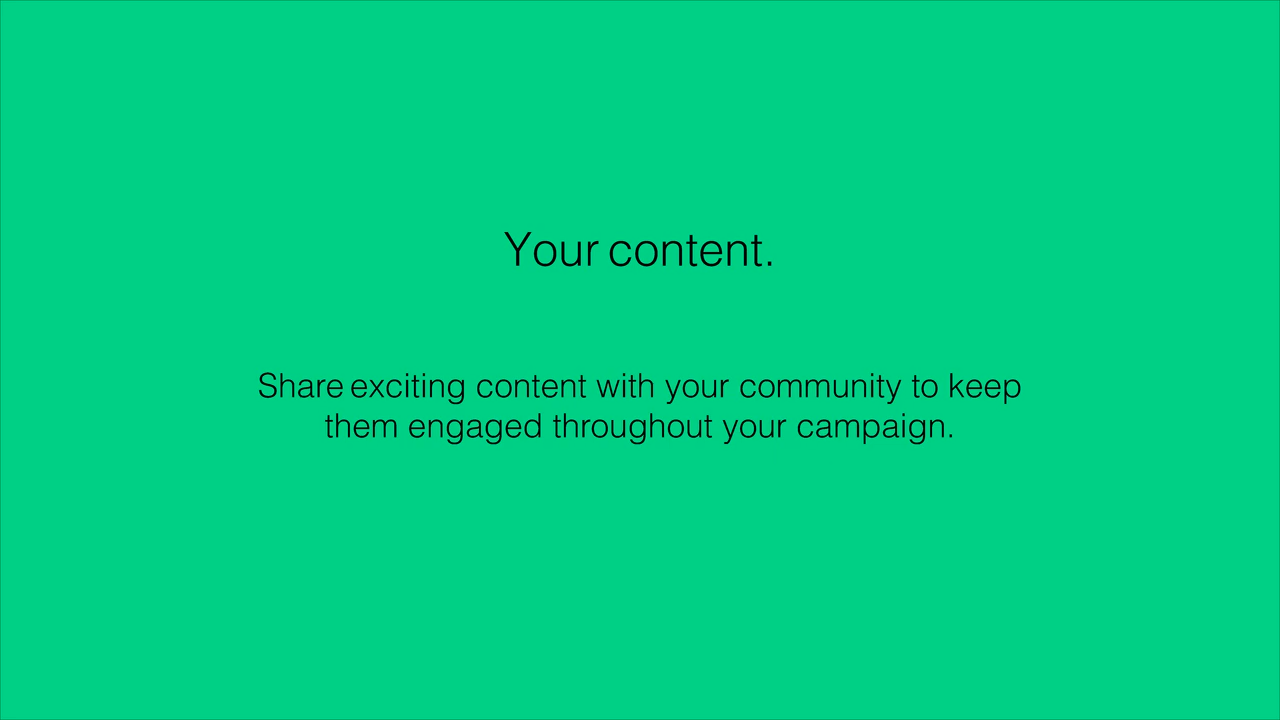 Your content.
Share exciting content with your community to keep
them engaged throughout your campaign.